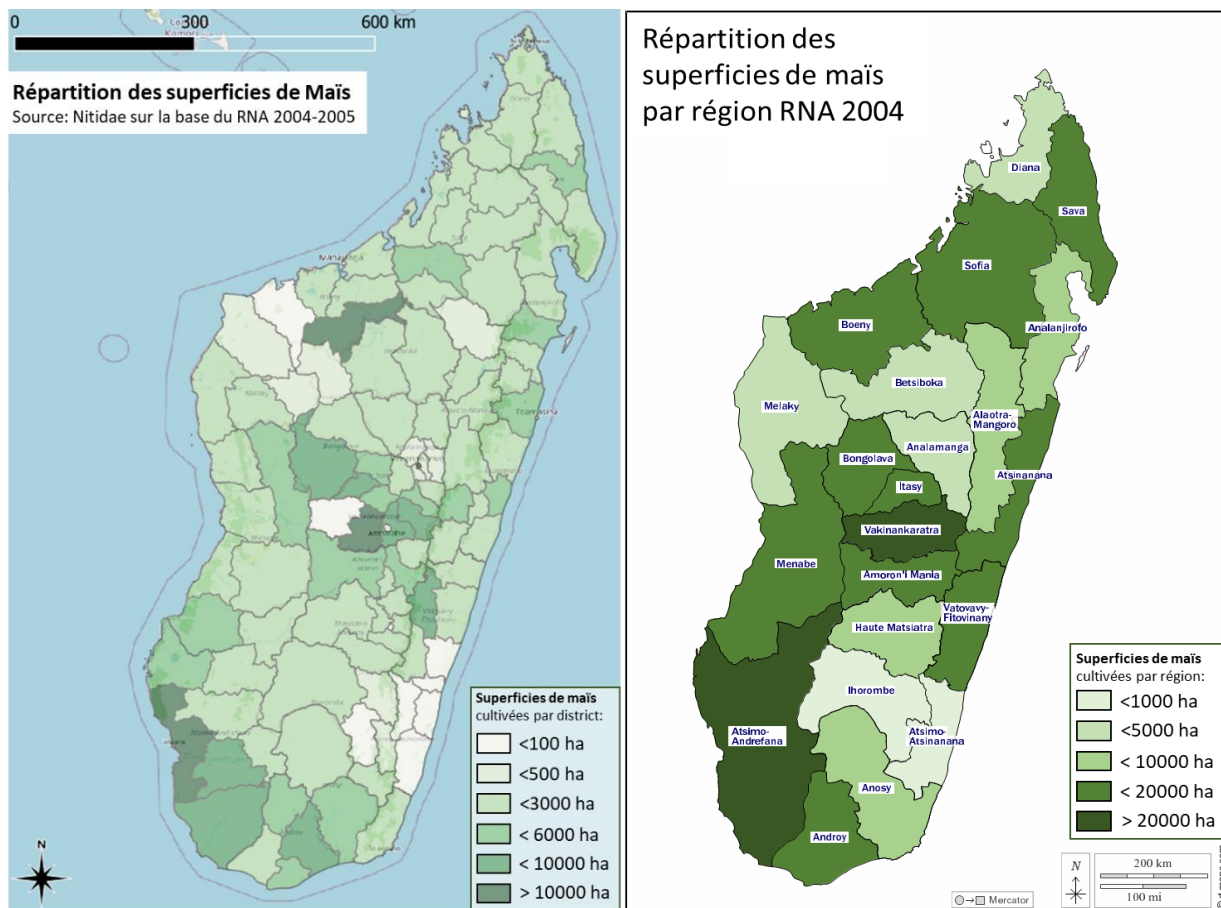 0 300 600 km
Répartition des superficies de Maïs
Source: Nitidae sur la base du RNA 2004-2005
Superficies de maïs
cultivées par district:
<100 ha
<500 ha
<3000 ha
< 6000 ha
< 10000 ha
> 10000 ha
N
Répartition des
superficies de maïs
par région RNA 2004
Diana
Sava
Sofia
Boeny
Analanjirofo
Betsiboka
Melaky
Alaotra-
Mangoro
Analamanga
Bongolava
Atsinanana
Itasy
Vakinankaratra
Menabe
Amoron'i Mania
Vatovavy-
Fitovinany
Haute Matsiatra
Ihorombe
Atsimo-
Andrefana
Atsimo-
Atsinanana
Anosy
Androy
Superficies de maïs
cultivées par région:
<1000 ha
<5000 ha
< 10000 ha
< 20000 ha
> 20000 ha
N
200 km
100 mi
Mercator